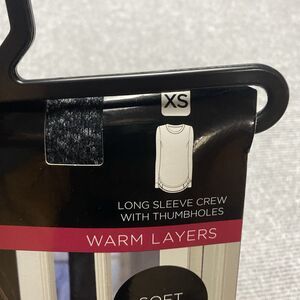 XS
LONG SLEEVE CREW
WITH THUMBHOLES
WARM LAYERS
SOFT